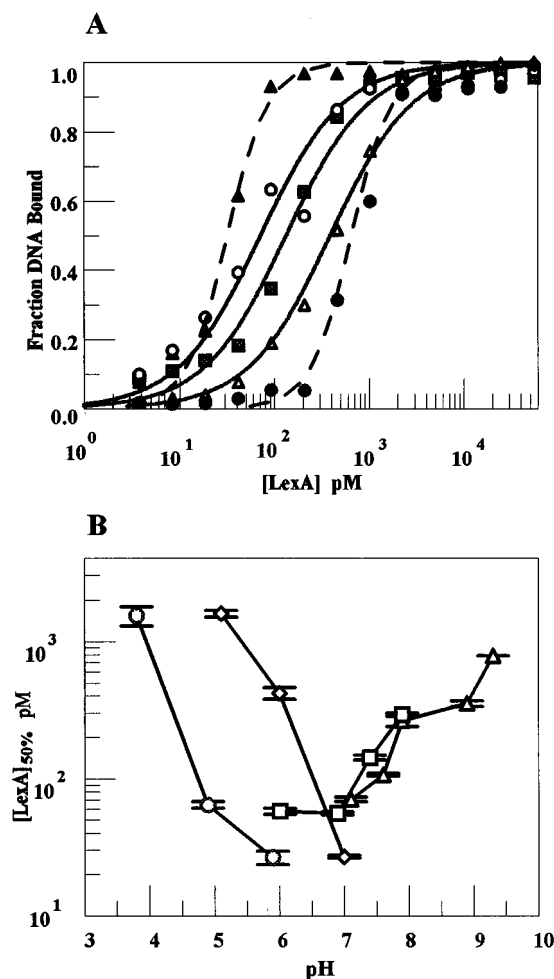 A
Fraction DNA Bound
1.0
0.8
0.6
0.4
0.2
0.0
10^0 10^1 10^2 10^3 10^4
[LexA] pM
B
[LexA]50% pM
10^3
10^2
10^1
3 4 5 6 7 8 9 10
pH